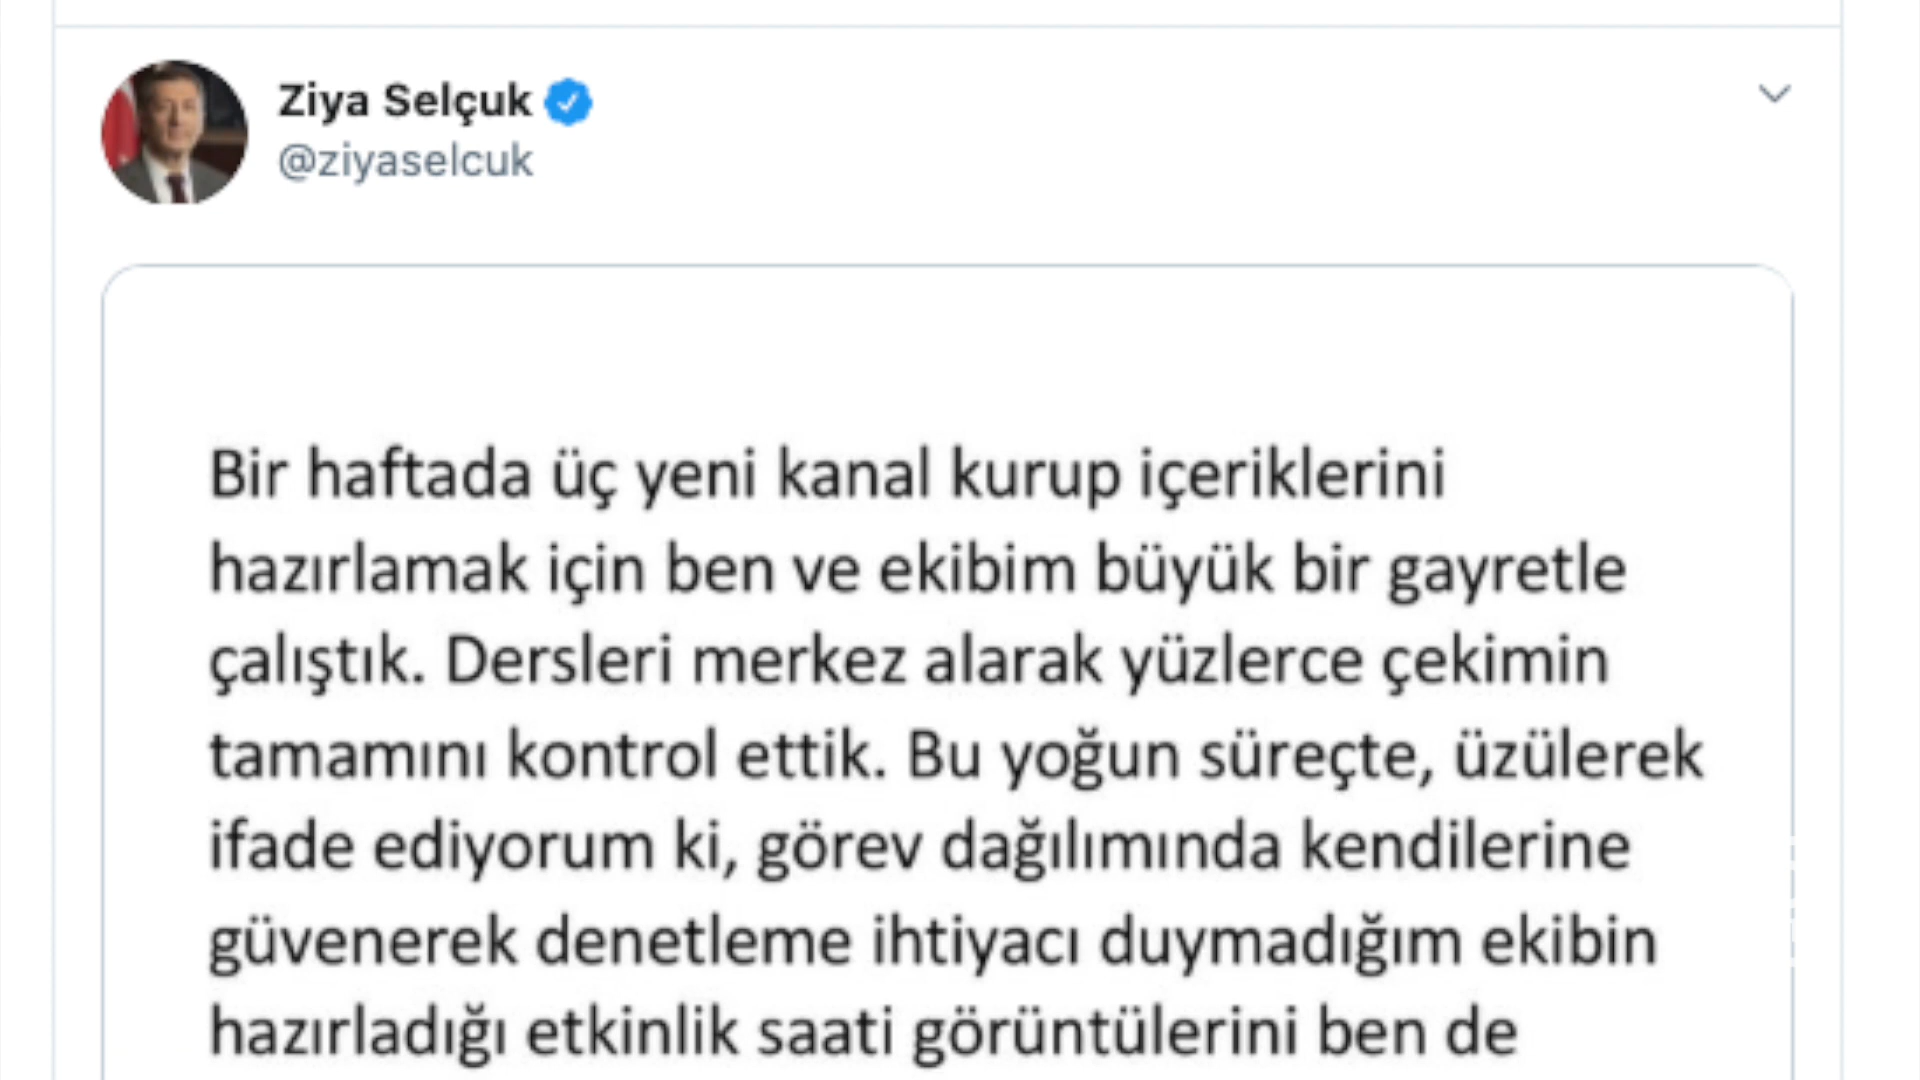 Ziya Selçuk
@ziyaselcuk
Bir haftada üç yeni kanal kurup içeriklerini
hazırlamak için ben ve ekibim büyük bir gayretle
çalıştık. Dersleri merkez alarak yüzlerce çekimin
tamamını kontrol ettik. Bu yoğun süreçte, üzülerek
ifade ediyorum ki, görev dağılımında kendilerine
güvenerek denetleme ihtiyacı duymadığım ekibin
hazırladığı etkinlik saati görüntülerini ben de